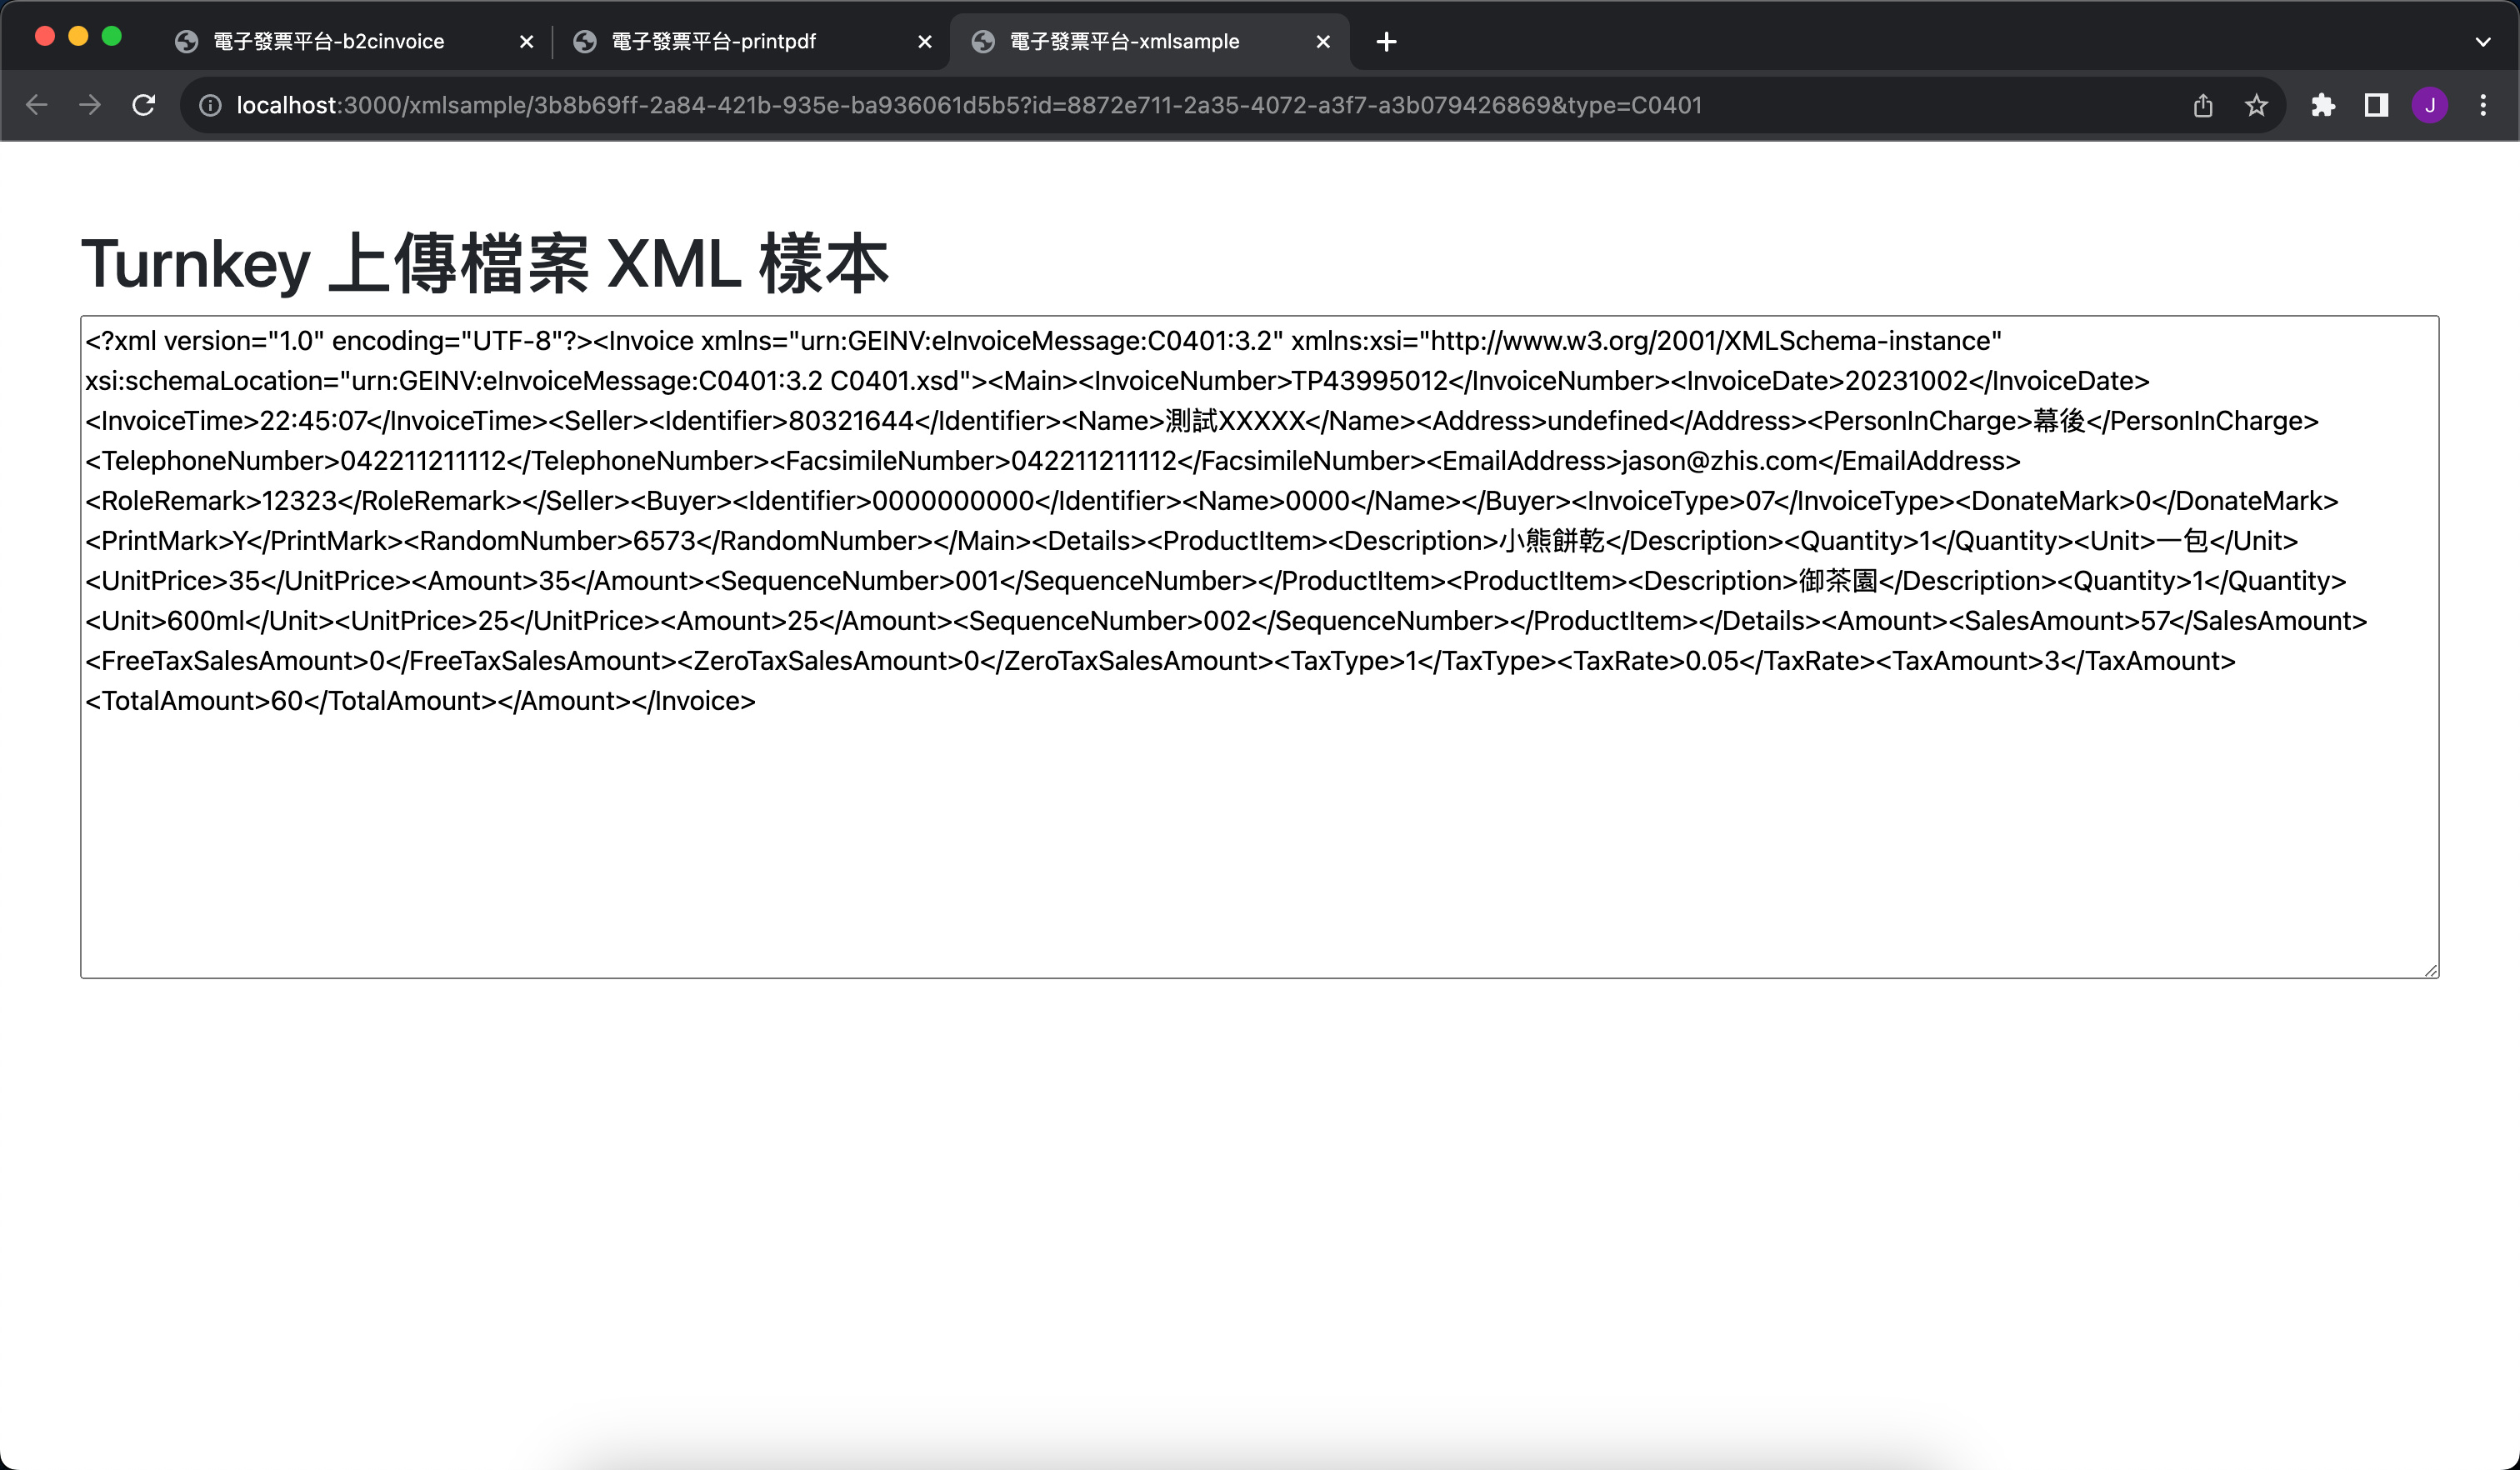 電子發票平台-b2cinvoice
電子發票平台-printpdf
電子發票平台-xmlsample
localhost:3000/xmlsample/3b8b69ff-2a84-421b-935e-ba936061d5b5?id=8872e711-2a35-4072-a3f7-a3b079426869&type=C0401
J
Turnkey 上傳檔案 XML 樣本
<?xml version="1.0" encoding="UTF-8"?><Invoice xmlns="urn:GEINV:eInvoiceMessage:C0401:3.2" xmlns:xsi="http://www.w3.org/2001/XMLSchema-instance"
xsi:schemaLocation="urn:GEINV:eInvoiceMessage:C0401:3.2 C0401.xsd"><Main><InvoiceNumber>TP43995012</InvoiceNumber><InvoiceDate>20231002</InvoiceDate>
<InvoiceTime>22:45:07</InvoiceTime><Seller><Identifier>80321644</Identifier><Name>測試XXXXX</Name><Address>undefined</Address><PersonInCharge>幕後</PersonInCharge>
<TelephoneNumber>042211211112</TelephoneNumber><FacsimileNumber>042211211112</FacsimileNumber><EmailAddress>jason@zhis.com</EmailAddress>
<RoleRemark>12323</RoleRemark></Seller><Buyer><Identifier>0000000000</Identifier><Name>0000</Name></Buyer><InvoiceType>07</InvoiceType><DonateMark>0</DonateMark>
<PrintMark>Y</PrintMark><RandomNumber>6573</RandomNumber></Main><Details><ProductItem><Description>小熊餅乾</Description><Quantity>1</Quantity><Unit>一包</Unit>
<UnitPrice>35</UnitPrice><Amount>35</Amount><SequenceNumber>001</SequenceNumber></ProductItem><ProductItem><Description>御茶園</Description><Quantity>1</Quantity>
<Unit>600ml</Unit><UnitPrice>25</UnitPrice><Amount>25</Amount><SequenceNumber>002</SequenceNumber></ProductItem></Details><Amount><SalesAmount>57</SalesAmount>
<FreeTaxSalesAmount>0</FreeTaxSalesAmount><ZeroTaxSalesAmount>0</ZeroTaxSalesAmount><TaxType>1</TaxType><TaxRate>0.05</TaxRate><TaxAmount>3</TaxAmount>
<TotalAmount>60</TotalAmount></Amount></Invoice>